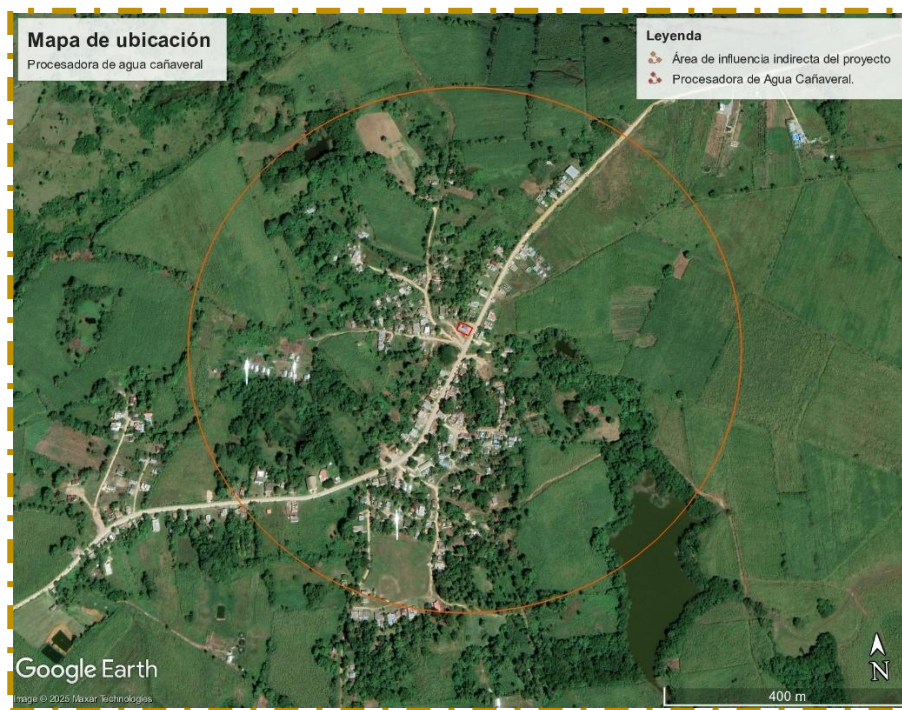 Mapa de ubicación
Procesadora de agua cañaveral
Leyenda
Área de influencia indirecta del proyecto
Procesadora de Agua Cañaveral.
Google Earth
Image © 2025 Maxar Technologies
N
400 m